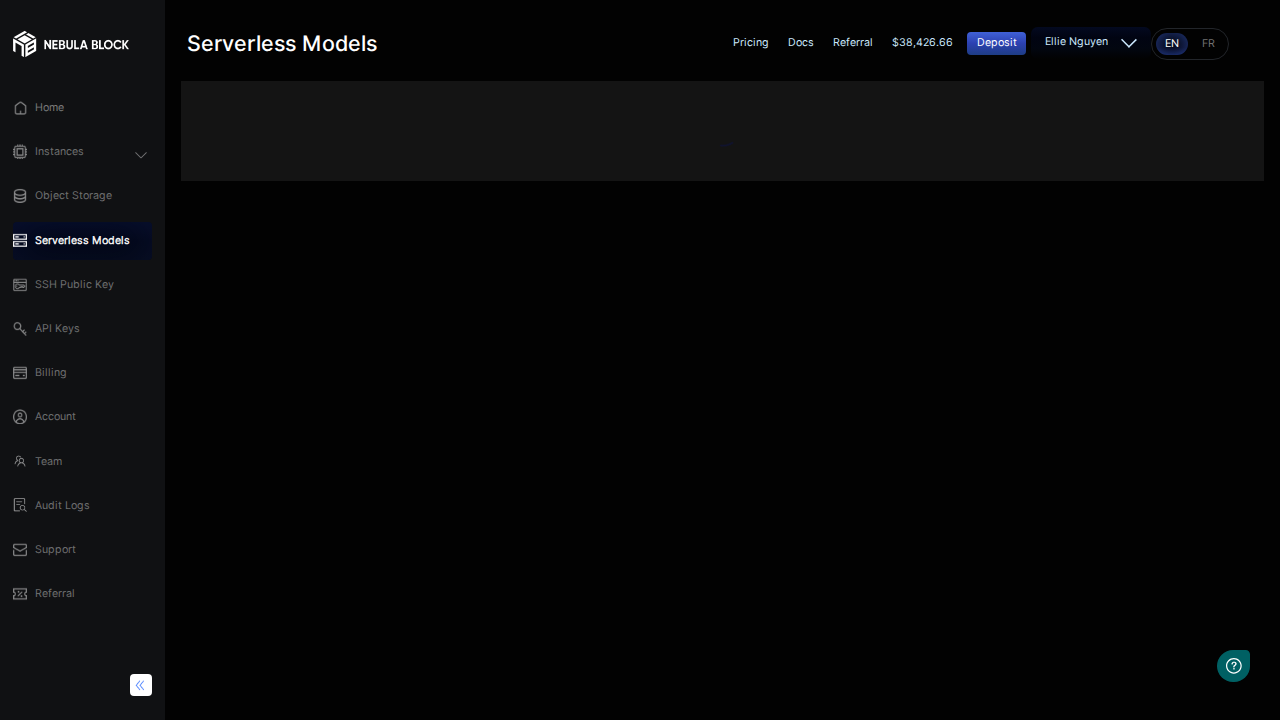 NEBULA BLOCK
Serverless Models
Pricing
Docs
Referral
$38,426.66
Deposit
Ellie Nguyen
EN
FR
Home
Instances
Object Storage
Serverless Models
SSH Public Key
API Keys
Billing
Account
Team
Audit Logs
Support
Referral